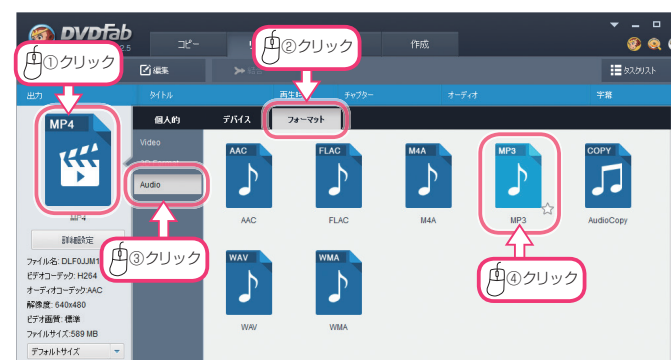 DVDFab
2.5
コピー
作成
①クリック
②クリック
編集
タスクリスト
出力
タイトル
チャプター
オーディオ
字幕
MP4
個人的
デバイス
フォーマット
Video
Audio
AAC
FLAC
M4A
MP3
COPY
AAC
FLAC
M4A
MP3
AudioCopy
MP4
詳細設定
③クリック
④クリック
ファイル名: DLF0JJM1
ビデオコーデック: H264
オーディオコーデック:AAC
解像度: 640x480
ビデオ画質: 標準
ファイルサイズ:589 MB
デフォルトサイズ
WAV
WMA
WAV
WMA